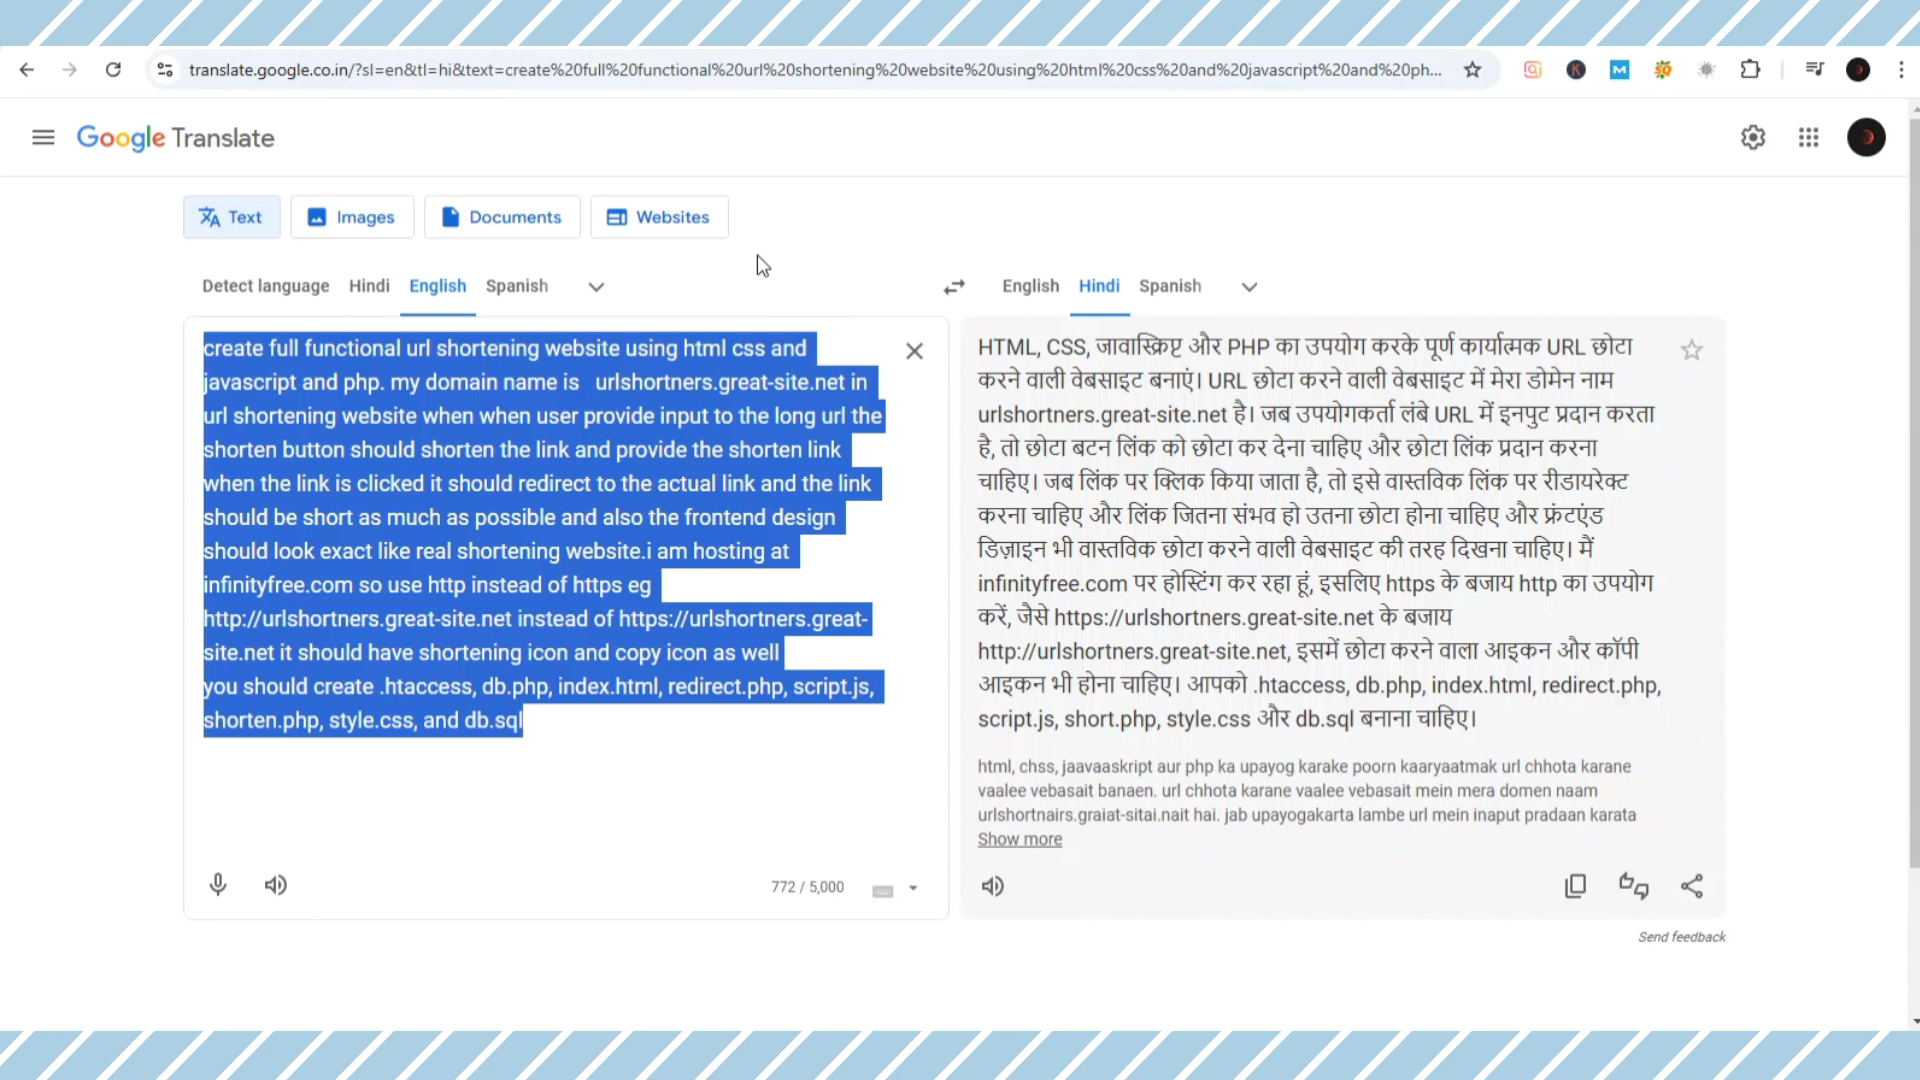 translate.google.co.in/?sl=en&tl=hi&text=create%20full%20functional%20url%20shortening%20website%20using%20html%20css%20and%20javascript%20and%20ph...
Google Translate
Text
Images
Documents
Websites
Detect language Hindi English Spanish
English Hindi Spanish
create full functional url shortening website using html css and
javascript and php. my domain name is urlshortners.great-site.net in
url shortening website when when user provide input to the long url the
shorten button should shorten the link and provide the shorten link
when the link is clicked it should redirect to the actual link and the link
should be short as much as possible and also the frontend design
should look exact like real shortening website.i am hosting at
infinityfree.com so use http instead of https eg
http://urlshortners.great-site.net instead of https://urlshortners.great-
site.net it should have shortening icon and copy icon as well
you should create .htaccess, db.php, index.html, redirect.php, script.js,
shorten.php, style.css, and db.sql
772 / 5,000
HTML, CSS, जावास्क्रिप्ट और PHP का उपयोग करके पूर्ण कार्यात्मक URL छोटा
करने वाली वेबसाइट बनाएं। URL छोटा करने वाली वेबसाइट में मेरा डोमेन नाम
urlshortners.great-site.net है। जब उपयोगकर्ता लंबे URL में इनपुट प्रदान करता
है, तो छोटा बटन लिंक को छोटा कर देना चाहिए और छोटा लिंक प्रदान करना
चाहिए। जब लिंक पर क्लिक किया जाता है, तो इसे वास्तविक लिंक पर रीडायरेक्ट
करना चाहिए और लिंक जितना संभव हो उतना छोटा होना चाहिए और फ्रंटएंड
डिज़ाइन भी वास्तविक छोटा करने वाली वेबसाइट की तरह दिखना चाहिए। मैं
infinityfree.com पर होस्टिंग कर रहा हूं, इसलिए https के बजाय http का उपयोग
करें, जैसे https://urlshortners.great-site.net के बजाय
http://urlshortners.great-site.net, इसमें छोटा करने वाला आइकन और कॉपी
आइकन भी होना चाहिए। आपको .htaccess, db.php, index.html, redirect.php,
script.js, short.php, style.css और db.sql बनाना चाहिए।
html, chss, jaavaaskript aur php ka upayog karake poorn kaaryaatmak url chhota karane
vaalee vebasait banaen. url chhota karane vaalee vebasait mein mera domen naam
urlshortnairs.graiat-sitai.nait hai. jab upayogakarta lambe url mein inaput pradaan karata
Show more
Send feedback